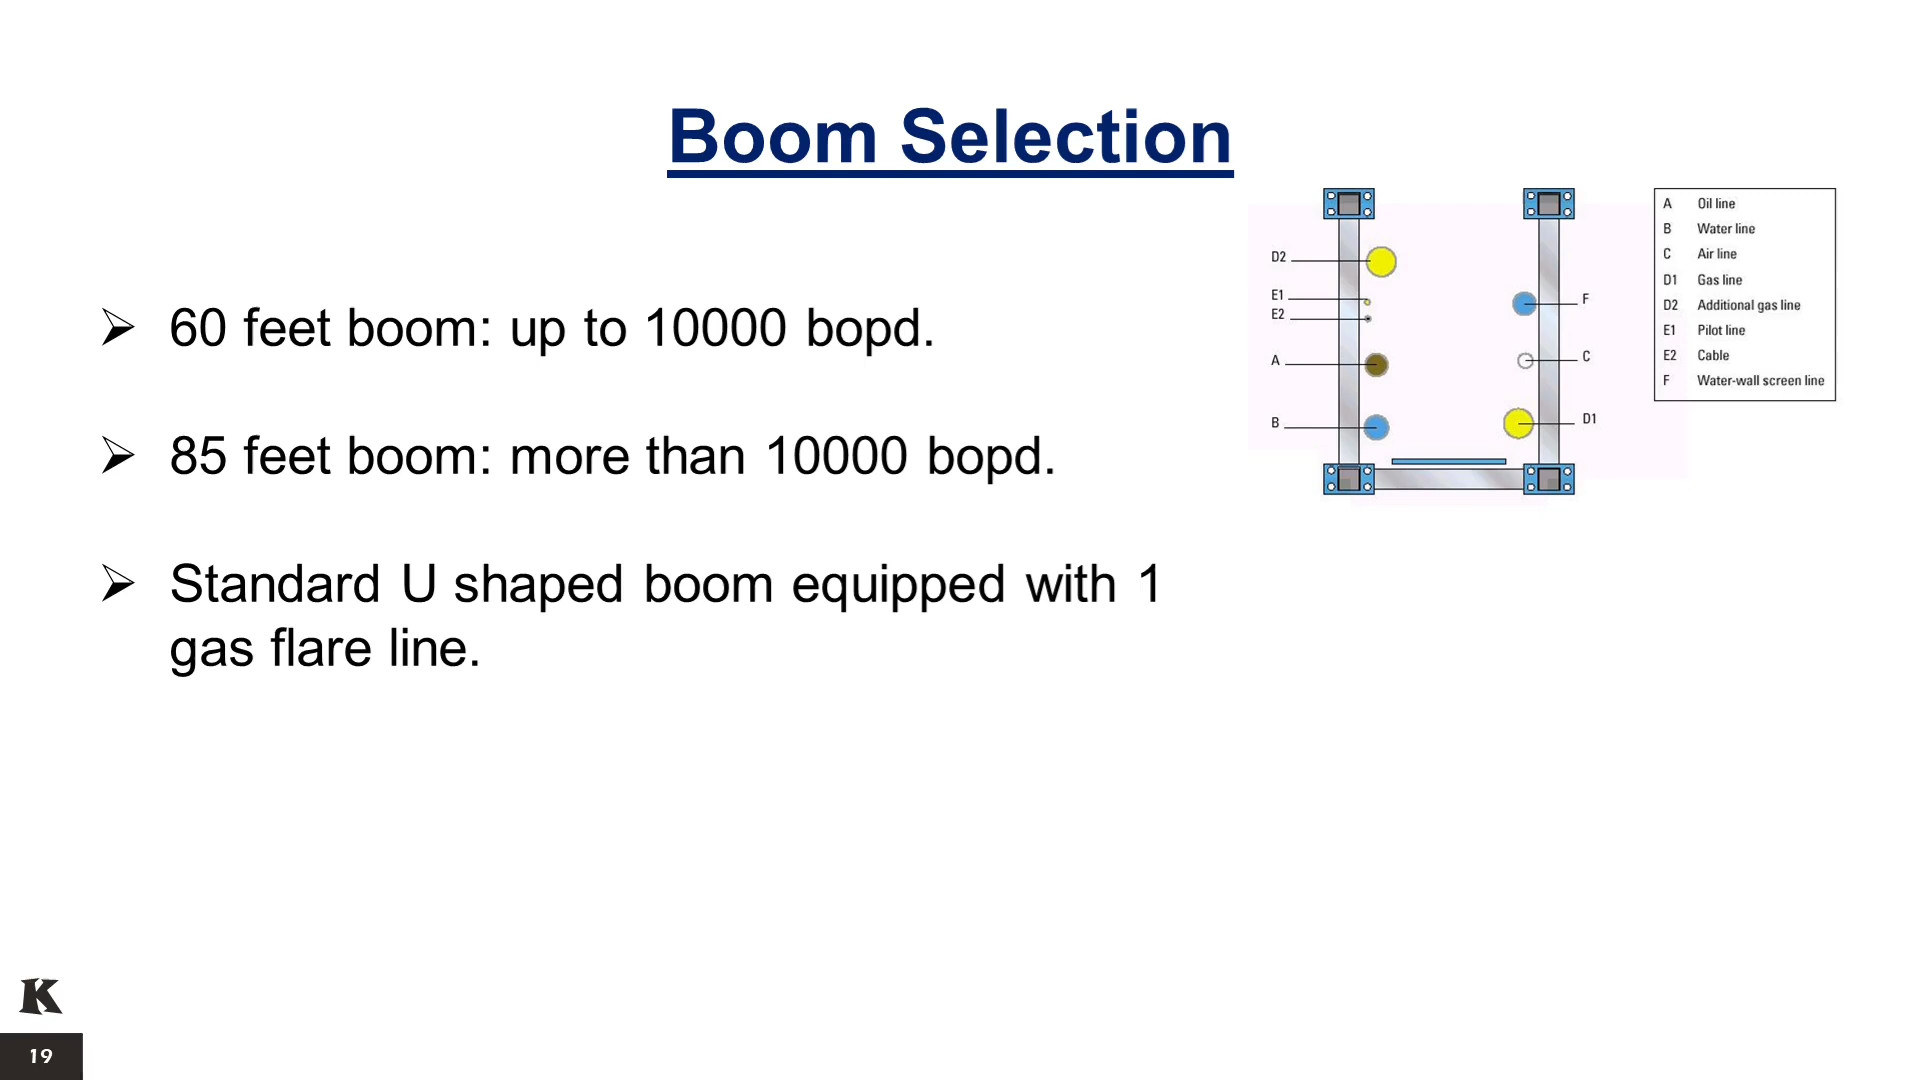 Boom Selection
➢ 60 feet boom: up to 10000 bopd.
➢ 85 feet boom: more than 10000 bopd.
➢ Standard U shaped boom equipped with 1
gas flare line.
D2
E1
E2
A
B
F
C
D1
A Oil line
B Water line
C Air line
D1 Gas line
D2 Additional gas line
E1 Pilot line
E2 Cable
F Water-wall screen line
K
19